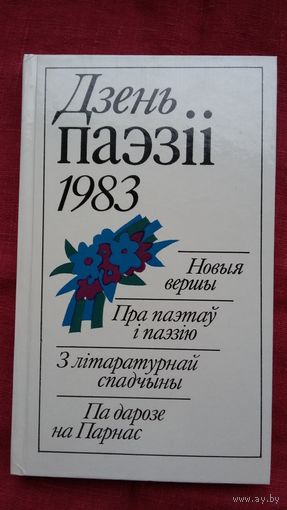 Дзень
паэзіі
1983
Новыя
вершы
Пра паэтаў
і паэзію
З літаратурнай
спадчыны
Па дарозе
на Парнас
www.ay.by